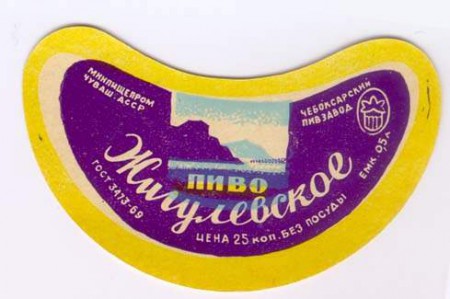 МИНПИЩЕПРОМ
ЧУВАШ. АССР
ЧЕБОКСАРСКИЙ
ПИВЗАВОД
ПИВО
Жигулевское
ГОСТ 3473-69
ЦЕНА 25 КОП. БЕЗ ПОСУДЫ
ЕМК. 0,5 Л